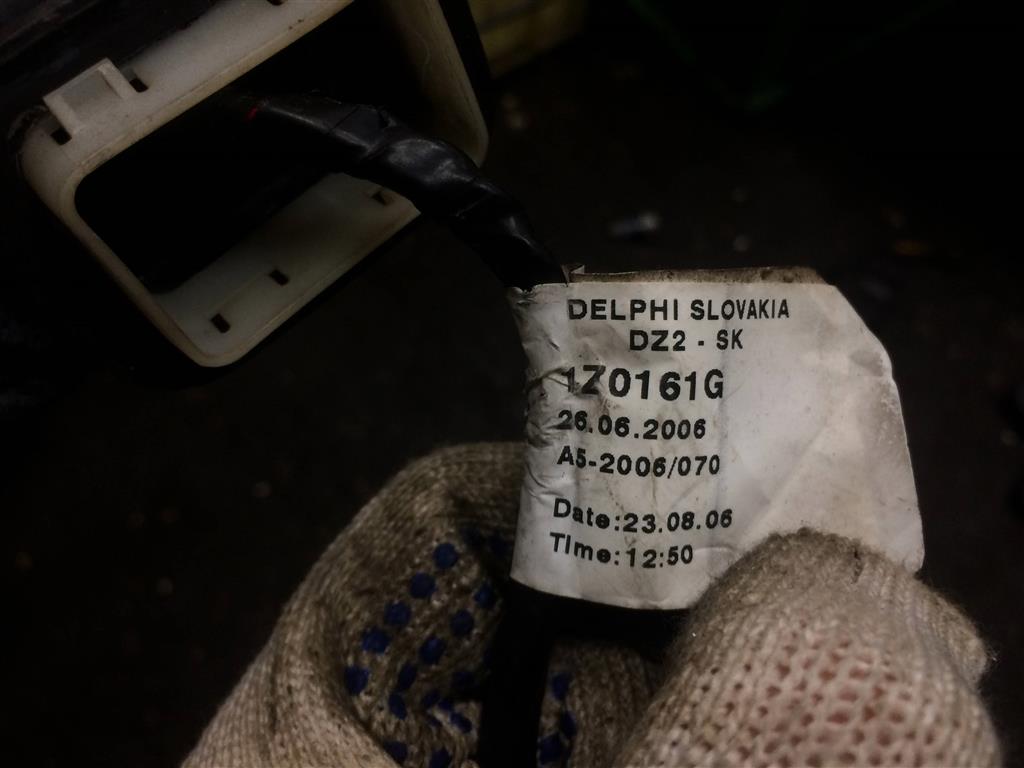 DELPHI SLOVAKIA
DZ2 - SK
1Z0161G
26.06.2006
A5-2006/070
Date:23.08.06
Time:12:50